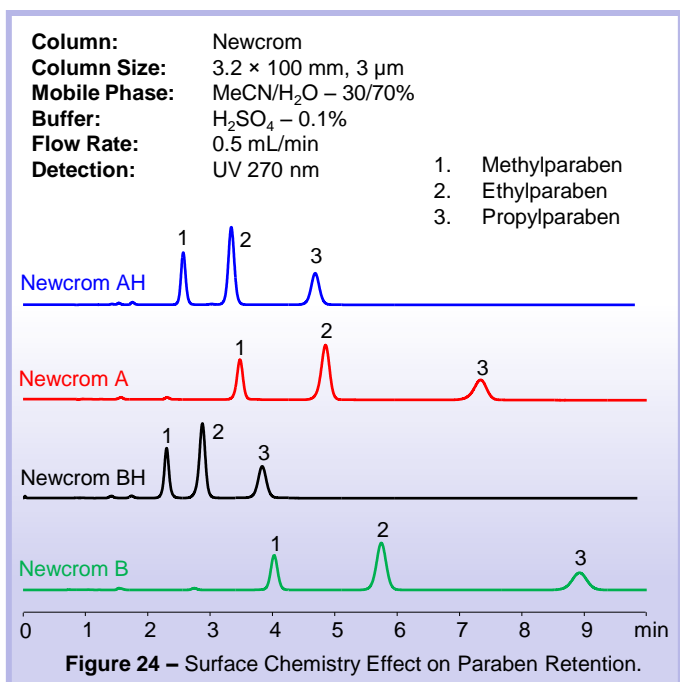 Column: Newcrom
Column Size: 3.2 × 100 mm, 3 µm
Mobile Phase: MeCN/H₂O – 30/70%
Buffer: H₂SO₄ – 0.1%
Flow Rate: 0.5 mL/min
Detection: UV 270 nm
1. Methylparaben
2. Ethylparaben
3. Propylparaben
1 2 3
Newcrom AH
1 2 3
Newcrom A
1 2 3
Newcrom BH
1 2 3
Newcrom B
0 1 2 3 4 5 6 7 8 9 min
Figure 24 – Surface Chemistry Effect on Paraben Retention.